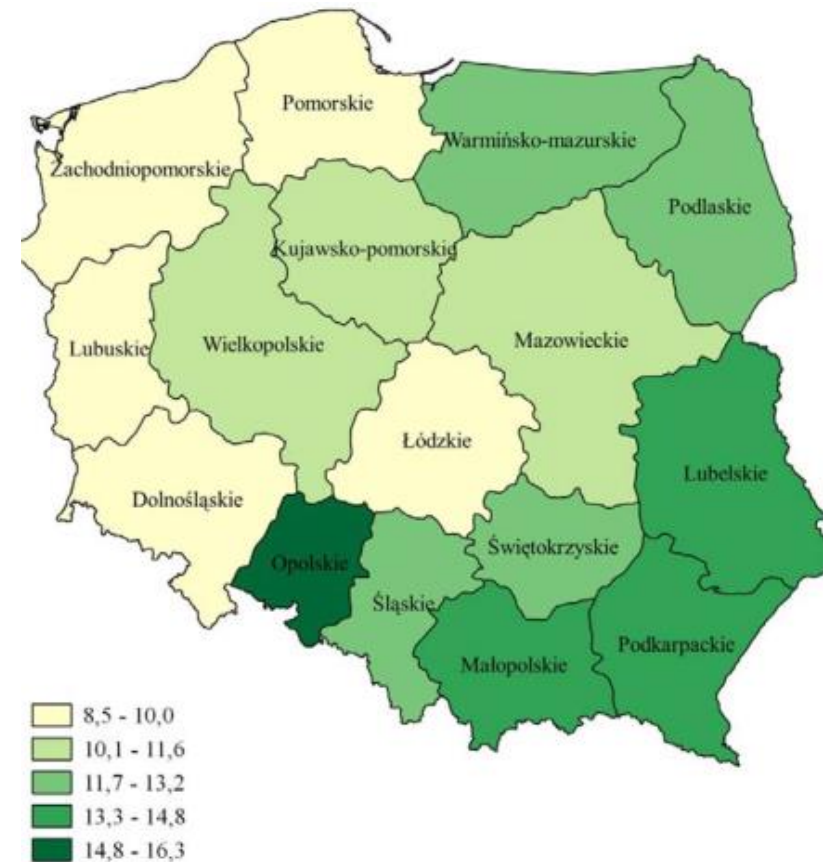 Pomorskie
Warmińsko-mazurskie
Zachodniopomorskie
Podlaskie
Kujawsko-pomorskie
Mazowieckie
Wielkopolskie
Lubuskie
Łódzkie
Lubelskie
Dolnośląskie
Świętokrzyskie
Opolskie
Śląskie
Podkarpackie
Małopolskie
8,5 - 10,0
10,1 - 11,6
11,7 - 13,2
13,3 - 14,8
14,8 - 16,3